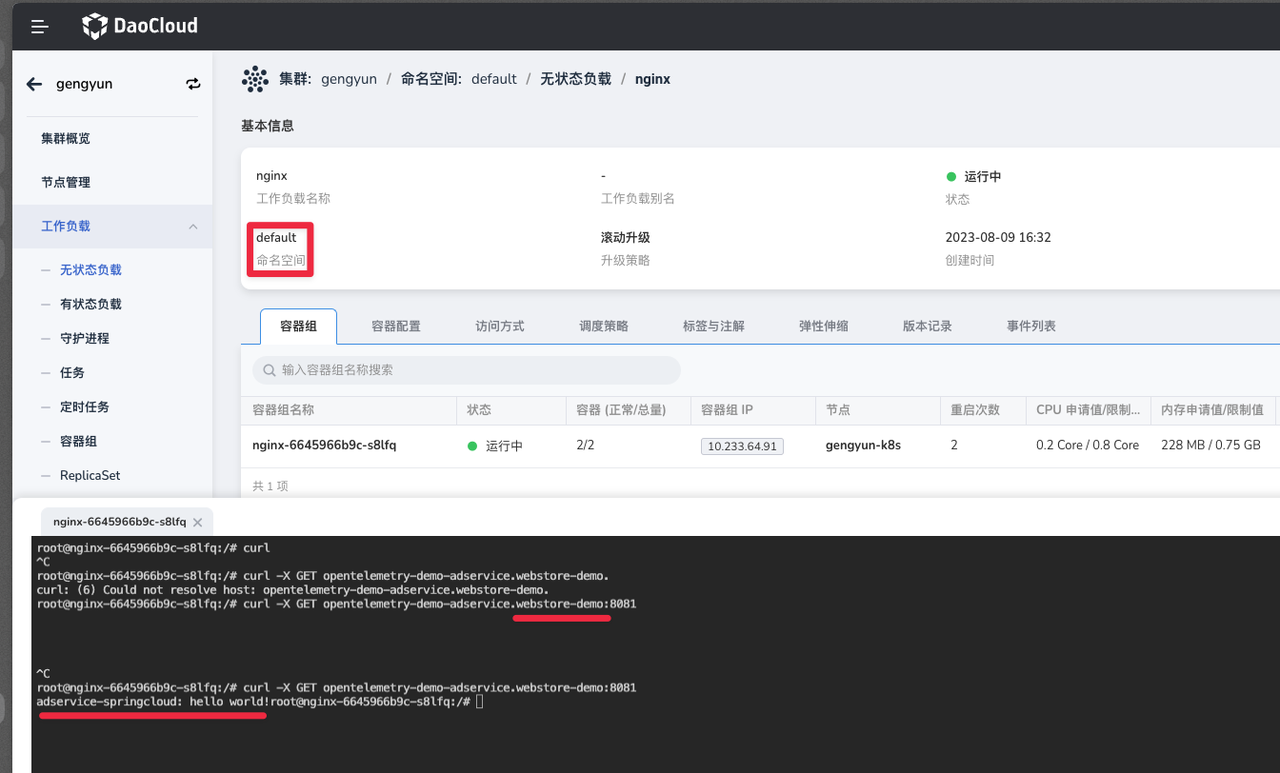 DaoCloud
gengyun
集群: gengyun / 命名空间: default / 无状态负载 / nginx
集群概览
节点管理
工作负载
无状态负载
有状态负载
守护进程
任务
定时任务
容器组
ReplicaSet
基本信息
nginx - 运行中
工作负载名称 工作负载别名 状态
default 滚动升级 2023-08-09 16:32
命名空间 升级策略 创建时间
容器组 容器配置 访问方式 调度策略 标签与注解 弹性伸缩 版本记录 事件列表
输入容器组名称搜索
容器组名称 状态 容器 (正常/总量) 容器组 IP 节点 重启次数 CPU 申请值/限制... 内存申请值/限制值
nginx-6645966b9c-s8lfq 运行中 2/2 10.233.64.91 gengyun-k8s 2 0.2 Core / 0.8 Core 228 MB / 0.75 GB
共 1 项
nginx-6645966b9c-s8lfq
root@nginx-6645966b9c-s8lfq:/# curl
^C
root@nginx-6645966b9c-s8lfq:/# curl -X GET opentelemetry-demo-adservice.webstore-demo.
curl: (6) Could not resolve host: opentelemetry-demo-adservice.webstore-demo.
root@nginx-6645966b9c-s8lfq:/# curl -X GET opentelemetry-demo-adservice.webstore-demo:8081
^C
root@nginx-6645966b9c-s8lfq:/# curl -X GET opentelemetry-demo-adservice.webstore-demo:8081
adservice-springcloud: hello world!root@nginx-6645966b9c-s8lfq:/#